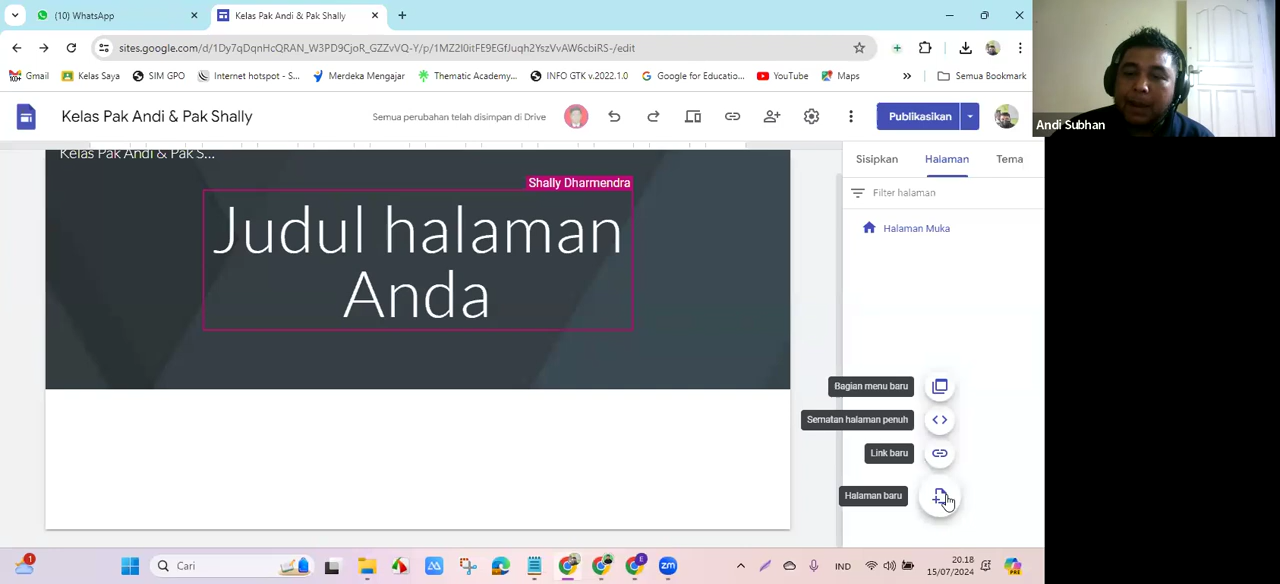 (10) WhatsApp
Kelas Pak Andi & Pak Shally
sites.google.com/d/1Dy7qDqnHcQRAN_W3PD9CjoR_GZZvVQ-Y/p/1MZ2I0itFE9EGfJuqh2YszVvAW6cbiRS-/edit
Gmail
Kelas Saya
SIM GPO
Internet hotspot - S...
Merdeka Mengajar
Thematic Academy...
INFO GTK v.2022.1.0
Google for Educatio...
YouTube
Maps
Semua Bookmark
Kelas Pak Andi & Pak Shally
Semua perubahan telah disimpan di Drive
Publikasikan
Andi Subhan
Kelas Pak Andi & Pak S...
Shally Dharmendra
Judul halaman
Anda
Sisipkan
Halaman
Tema
Filter halaman
Halaman Muka
Bagian menu baru
Sematan halaman penuh
Link baru
Halaman baru
1
Cari
E
zm
IND
20.18
15/07/2024
PRE